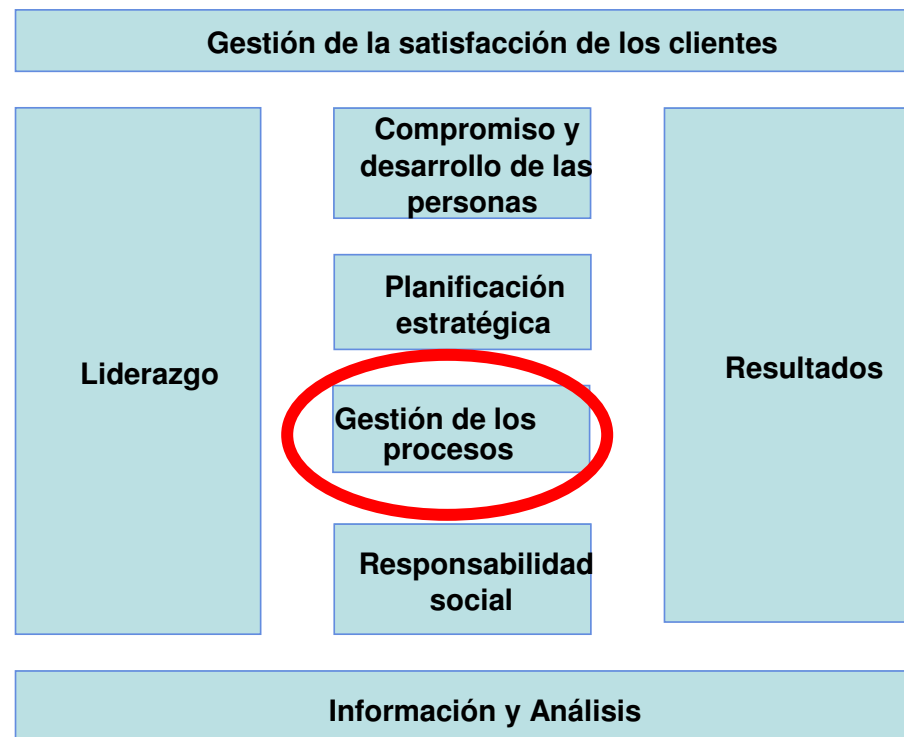 Gestión de la satisfacción de los clientes
Compromiso y
desarrollo de las
personas
Planificación
estratégica
Liderazgo
Resultados
Gestión de los
procesos
Responsabilidad
social
Información y Análisis